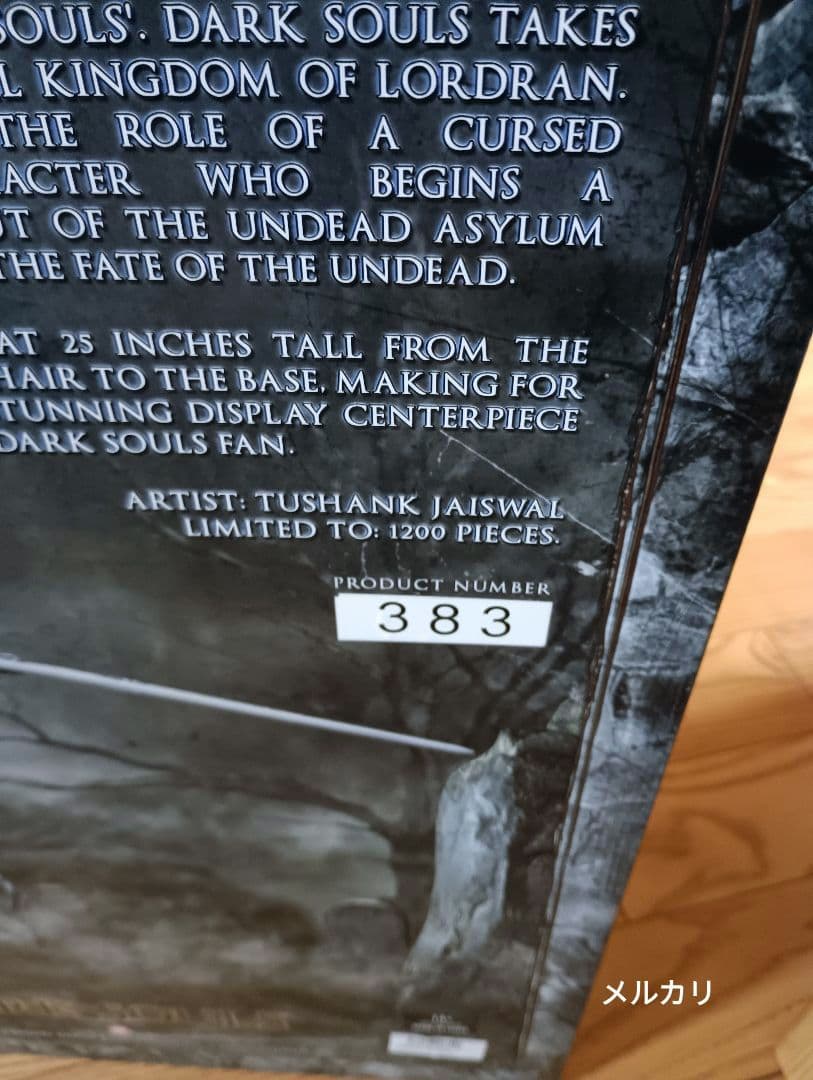 SOULS'. DARK SOULS TAKES
L KINGDOM OF LORDRAN.
THE ROLE OF A CURSED
ACTER WHO BEGINS A
T OF THE UNDEAD ASYLUM
THE FATE OF THE UNDEAD.
AT 25 INCHES TALL FROM THE
HAIR TO THE BASE, MAKING FOR
TUNNING DISPLAY CENTERPIECE
DARK SOULS FAN.
ARTIST: TUSHANK JAISWAL
LIMITED TO: 1200 PIECES.
PRODUCT NUMBER
383
メルカリ